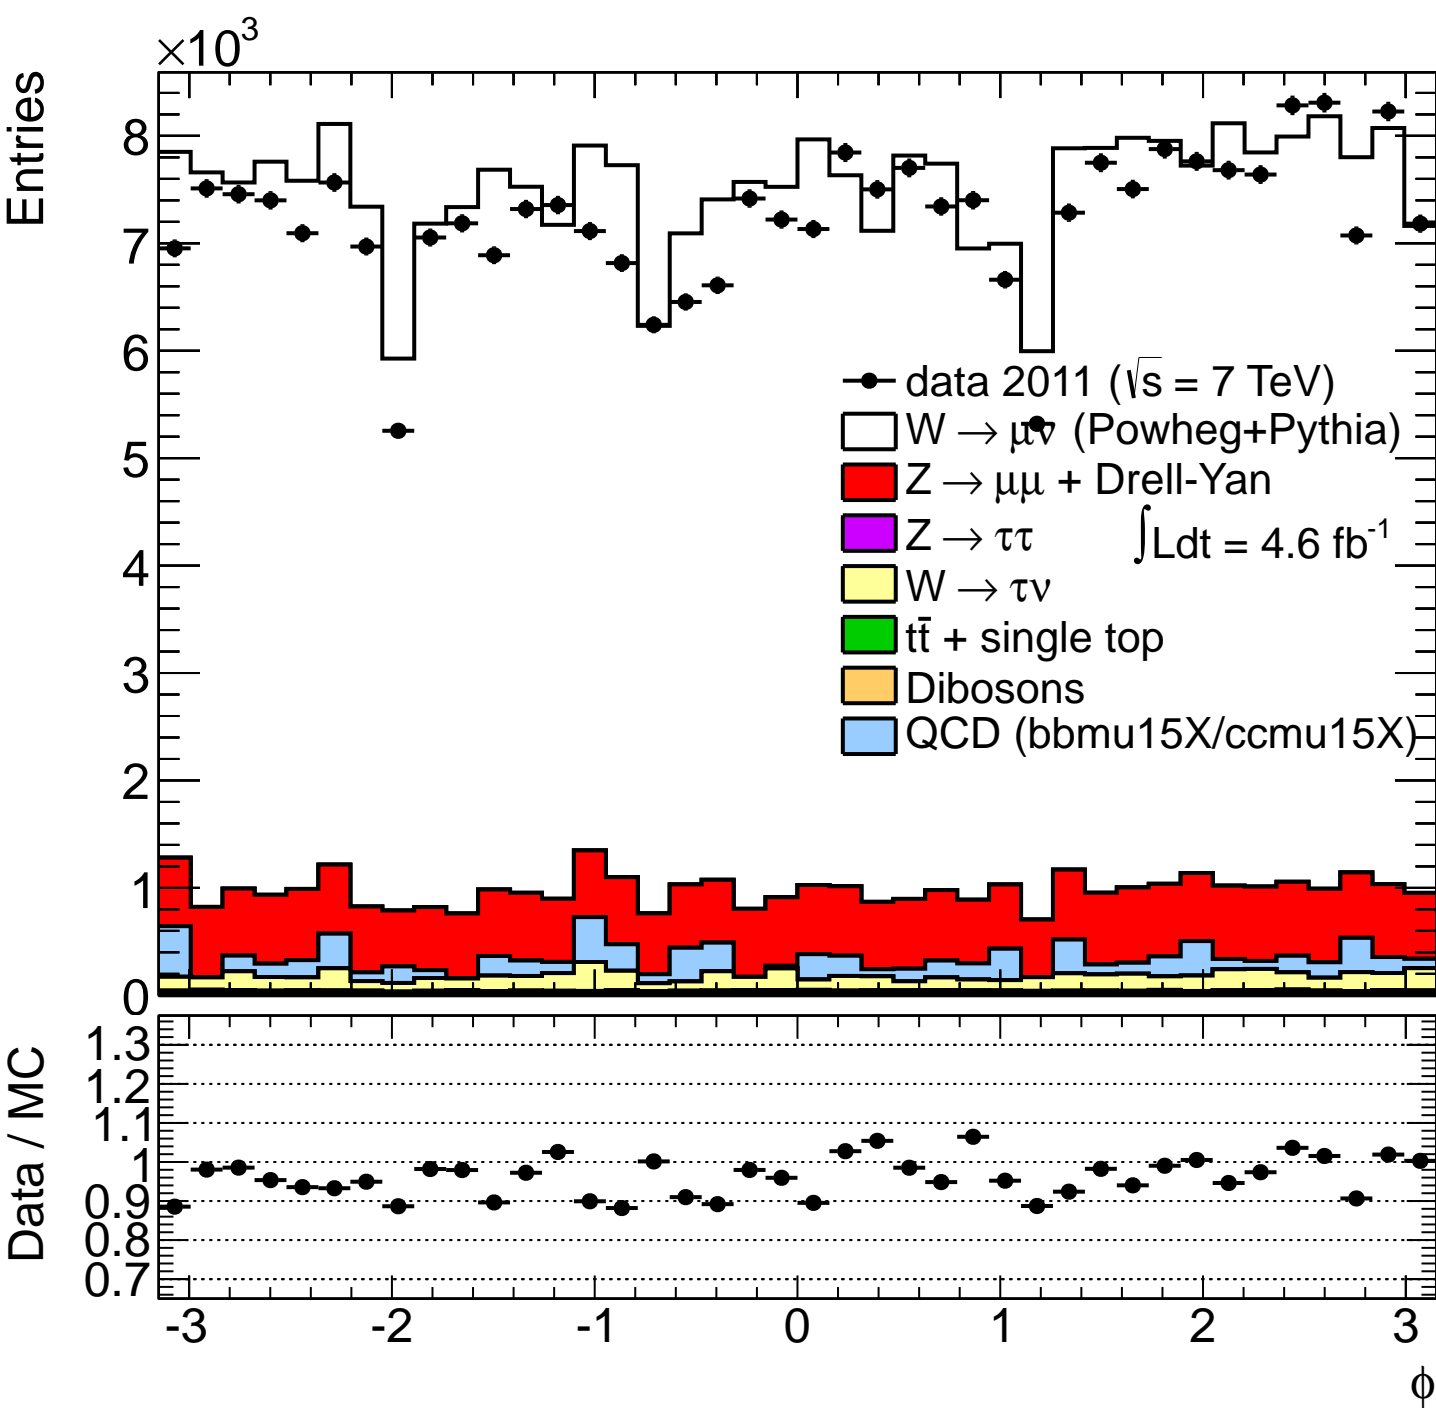 ×10³
Entries
8
7
6
5
4
3
2
1
0
data 2011 (√s = 7 TeV)
W → μν (Powheg+Pythia)
Z → μμ + Drell-Yan
Z → ττ
∫Ldt = 4.6 fb⁻¹
W → τν
tt̄ + single top
Dibosons
QCD (bbmu15X/ccmu15X)
Data / MC
1.3
1.2
1.1
1
0.9
0.8
0.7
-3 -2 -1 0 1 2 3
ϕ